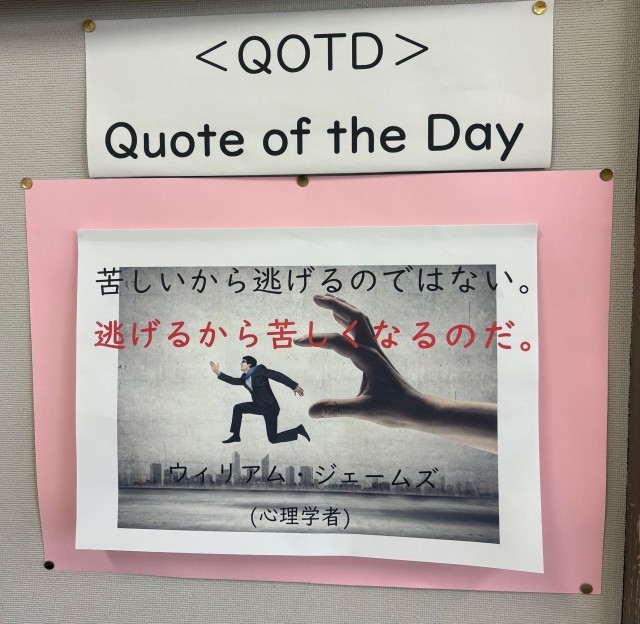 <QOTD>
Quote of the Day
苦しいから逃げるのではない。
逃げるから苦しくなるのだ。
ウィリアム・ジェームズ
(心理学者)